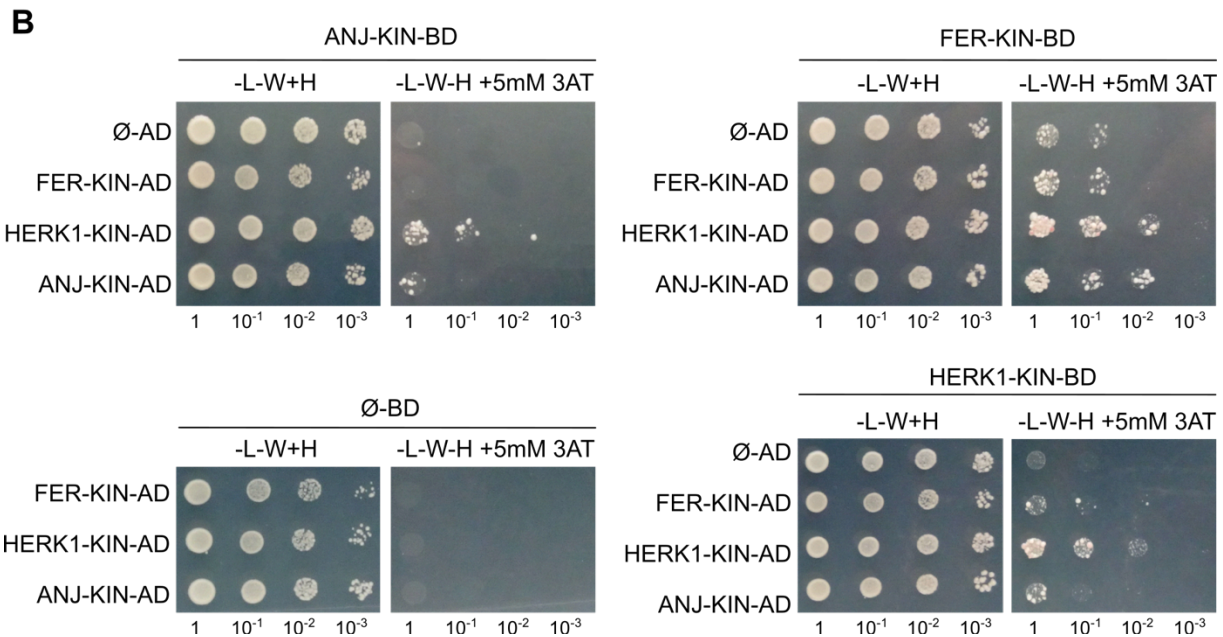 B
ANJ-KIN-BD
-L-W+H -L-W-H +5mM 3AT
Ø-AD
FER-KIN-AD
HERK1-KIN-AD
ANJ-KIN-AD
1 10-1 10-2 10-3 1 10-1 10-2 10-3
FER-KIN-BD
-L-W+H -L-W-H +5mM 3AT
Ø-AD
FER-KIN-AD
HERK1-KIN-AD
ANJ-KIN-AD
1 10-1 10-2 10-3 1 10-1 10-2 10-3
Ø-BD
-L-W+H -L-W-H +5mM 3AT
FER-KIN-AD
HERK1-KIN-AD
ANJ-KIN-AD
1 10-1 10-2 10-3 1 10-1 10-2 10-3
HERK1-KIN-BD
-L-W+H -L-W-H +5mM 3AT
Ø-AD
FER-KIN-AD
HERK1-KIN-AD
ANJ-KIN-AD
1 10-1 10-2 10-3 1 10-1 10-2 10-3